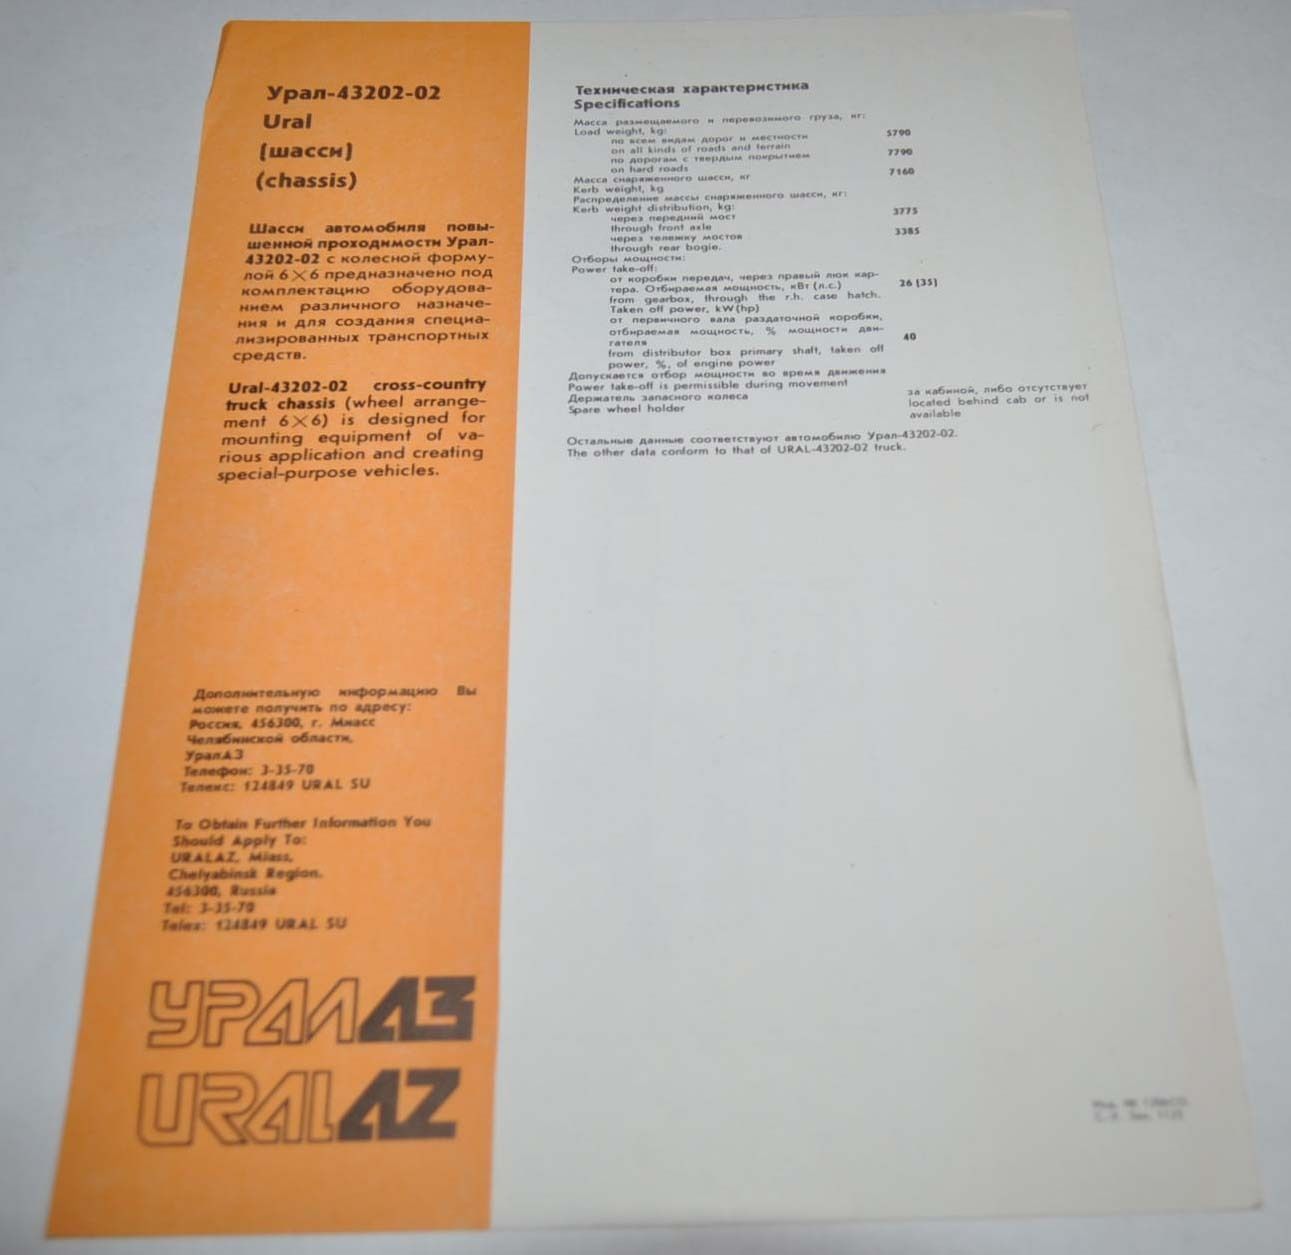 Урал-43202-02
Ural
(шасси)
(chassis)
Шасси автомобиля повы-
шенной проходимости Урал-
43202-02 с колесной форму-
лой 6×6 предназначено под
комплектацию оборудова-
нием различного назначе-
ния и для создания специа-
лизированных транспортных
средств.
Ural-43202-02 cross-country
truck chassis (wheel arrange-
ment 6×6) is designed for
mounting equipment of va-
rious application and creating
special-purpose vehicles.
Дополнительную информацию Вы
можете получить по адресу:
Россия, 456300, г. Миасс
Челябинской области,
УралАЗ
Телефон: 3-35-70
Телекс: 124849 URAL SU
To Obtain Further Information You
Should Apply To:
URALAZ, Miass,
Chelyabinsk Region.
456300, Russia
Tel: 3-35-70
Telex: 124849 URAL SU
УРАЛАЗ
URALAZ
Техническая характеристика
Specifications
Масса размещаемого и перевозимого груза, кг:
Load weight, kg:
по всем видам дорог и местности 5790
on all kinds of roads and terrain
по дорогам с твердым покрытием 7790
on hard roads
Масса снаряженного шасси, кг 7160
Kerb weight, kg
Распределение массы снаряженного шасси, кг:
Kerb weight distribution, kg:
через передний мост 3775
through front axle
через тележку мостов 3385
through rear bogie.
Отборы мощности:
Power take-off:
от коробки передач, через правый люк кар-
тера. Отбираемая мощность, кВт (л.с.) 26 (35)
from gearbox, through the r.h. case hatch.
Taken off power, kW(hp)
от первичного вала раздаточной коробки,
отбираемая мощность, % мощности дви-
гателя 40
from distributor box primary shaft, taken off
power, %, of engine power
Допускается отбор мощности во время движения
Power take-off is permissible during movement
Держатель запасного колеса за кабиной, либо отсутствует
Spare wheel holder located behind cab or is not
available
Остальные данные соответствуют автомобилю Урал-43202-02.
The other data conform to that of URAL-43202-02 truck.